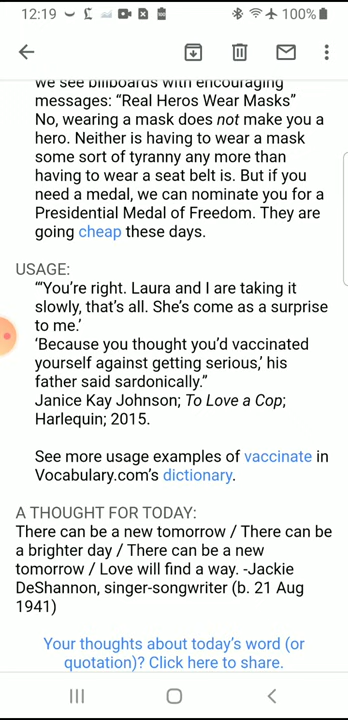 12:19
100%
we see billboards with encouraging
messages: “Real Heros Wear Masks”
No, wearing a mask does not make you a
hero. Neither is having to wear a mask
some sort of tyranny any more than
having to wear a seat belt is. But if you
need a medal, we can nominate you for a
Presidential Medal of Freedom. They are
going cheap these days.
USAGE:
“‘You’re right. Laura and I are taking it
slowly, that’s all. She’s come as a surprise
to me.’
‘Because you thought you’d vaccinated
yourself against getting serious,’ his
father said sardonically.”
Janice Kay Johnson; To Love a Cop;
Harlequin; 2015.
See more usage examples of vaccinate in
Vocabulary.com’s dictionary.
A THOUGHT FOR TODAY:
There can be a new tomorrow / There can be
a brighter day / There can be a new
tomorrow / Love will find a way. -Jackie
DeShannon, singer-songwriter (b. 21 Aug
1941)
Your thoughts about today’s word (or
quotation)? Click here to share.